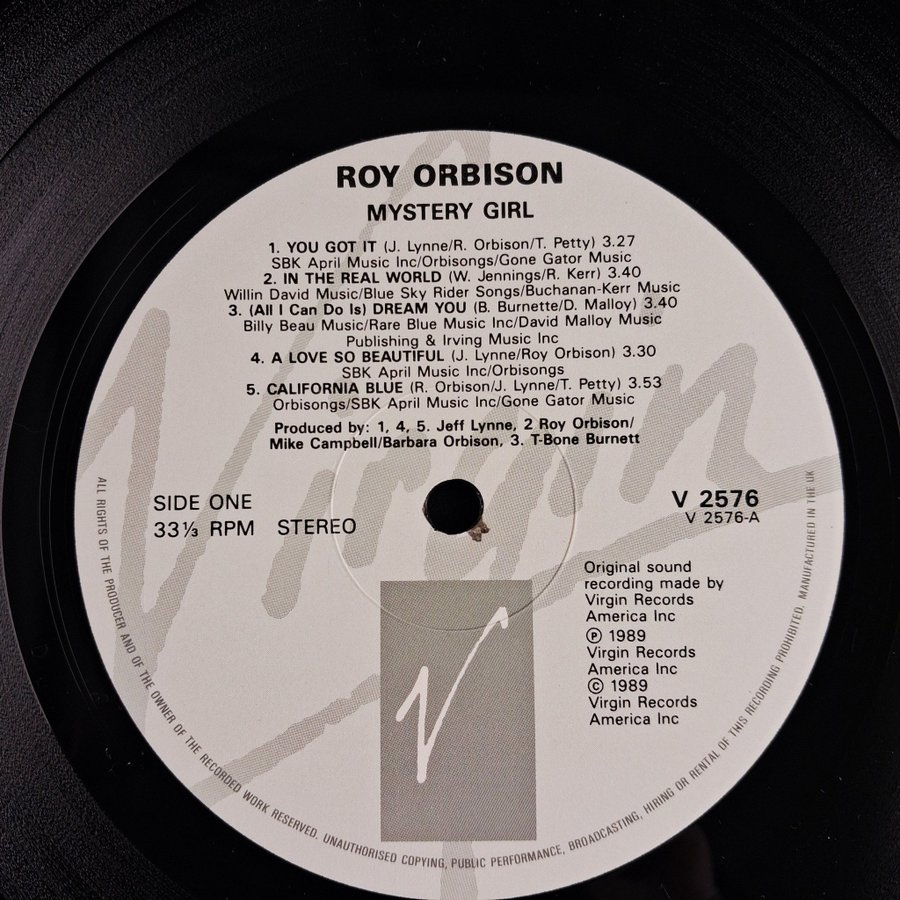 ROY ORBISON
MYSTERY GIRL
1. YOU GOT IT (J. Lynne/R. Orbison/T. Petty) 3.27
SBK April Music Inc/Orbisongs/Gone Gator Music
2. IN THE REAL WORLD (W. Jennings/R. Kerr) 3.40
Willin David Music/Blue Sky Rider Songs/Buchanan-Kerr Music
3. (All I Can Do Is) DREAM YOU (B. Burnette/D. Malloy) 3.40
Billy Beau Music/Rare Blue Music Inc/David Malloy Music
Publishing & Irving Music Inc
4. A LOVE SO BEAUTIFUL (J. Lynne/Roy Orbison) 3.30
SBK April Music Inc/Orbisongs
5. CALIFORNIA BLUE (R. Orbison/J. Lynne/T. Petty) 3.53
Orbisongs/SBK April Music Inc/Gone Gator Music
Produced by: 1, 4, 5. Jeff Lynne, 2 Roy Orbison/
Mike Campbell/Barbara Orbison, 3. T-Bone Burnett
Virgin
SIDE ONE
33⅓ RPM STEREO
V 2576
V 2576-A
Original sound
recording made by
Virgin Records
America Inc
Ⓟ 1989
Virgin Records
America Inc
© 1989
Virgin Records
America Inc
V
ALL RIGHTS OF THE PRODUCER AND OF THE OWNER OF THE RECORDED WORK RESERVED. UNAUTHORISED COPYING, PUBLIC PERFORMANCE, BROADCASTING, HIRING OR RENTAL OF THIS RECORDING PROHIBITED. MANUFACTURED IN THE UK